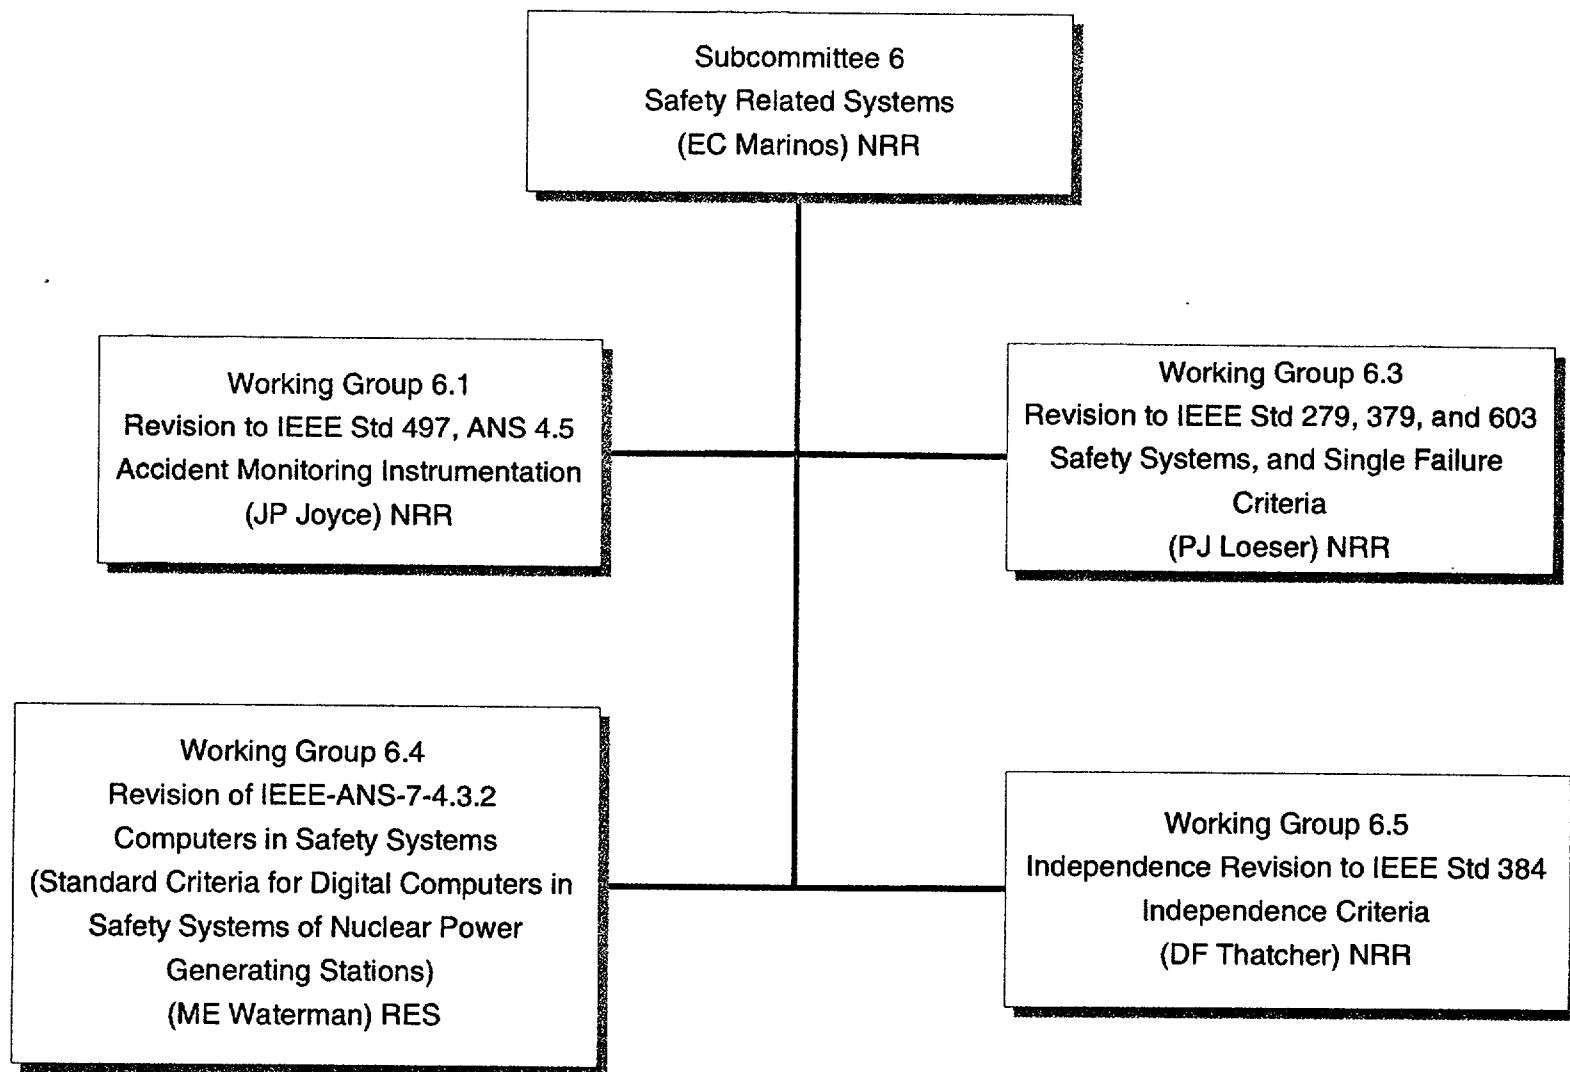 Subcommittee 6
Safety Related Systems
(EC Marinos) NRR
Working Group 6.1
Revision to IEEE Std 497, ANS 4.5
Accident Monitoring Instrumentation
(JP Joyce) NRR
Working Group 6.3
Revision to IEEE Std 279, 379, and 603
Safety Systems, and Single Failure
Criteria
(PJ Loeser) NRR
Working Group 6.4
Revision of IEEE-ANS-7-4.3.2
Computers in Safety Systems
(Standard Criteria for Digital Computers in
Safety Systems of Nuclear Power
Generating Stations)
(ME Waterman) RES
Working Group 6.5
Independence Revision to IEEE Std 384
Independence Criteria
(DF Thatcher) NRR